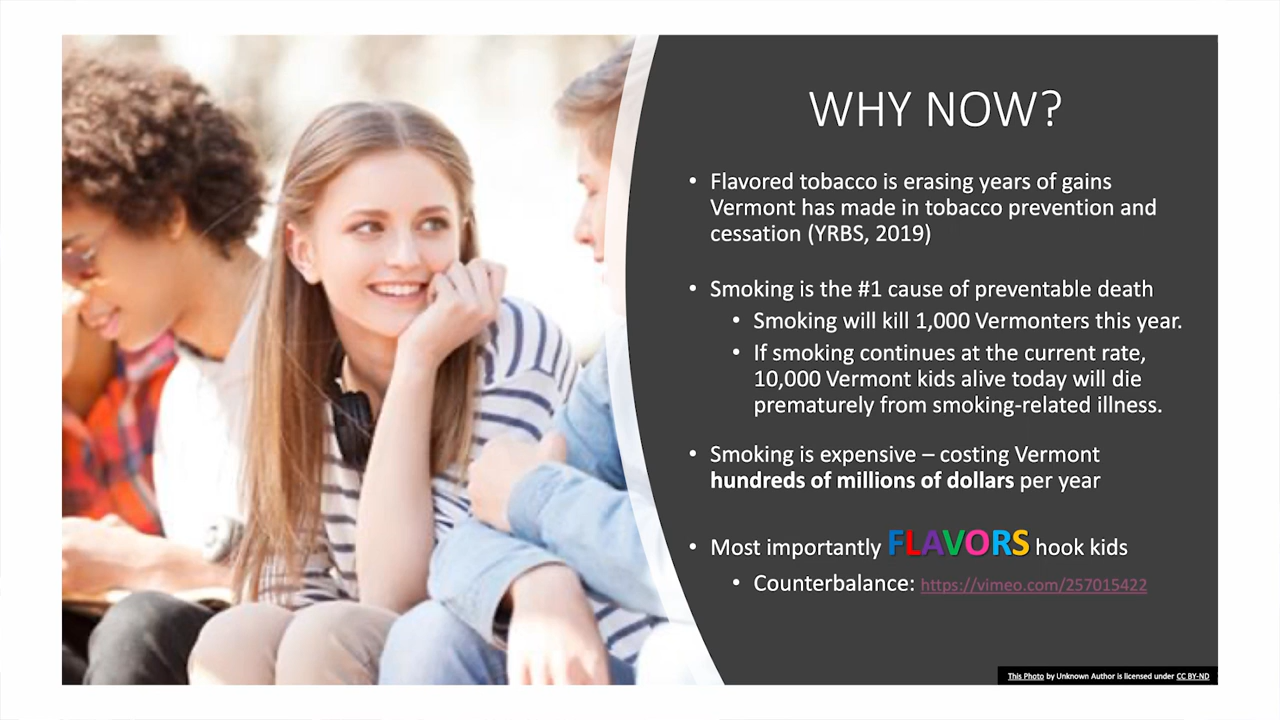 WHY NOW?
• Flavored tobacco is erasing years of gains
Vermont has made in tobacco prevention and
cessation (YRBS, 2019)
• Smoking is the #1 cause of preventable death
• Smoking will kill 1,000 Vermonters this year.
• If smoking continues at the current rate,
10,000 Vermont kids alive today will die
prematurely from smoking-related illness.
• Smoking is expensive – costing Vermont
hundreds of millions of dollars per year
• Most importantly FLAVORS hook kids
• Counterbalance: https://vimeo.com/257015422
This Photo by Unknown Author is licensed under CC BY-ND